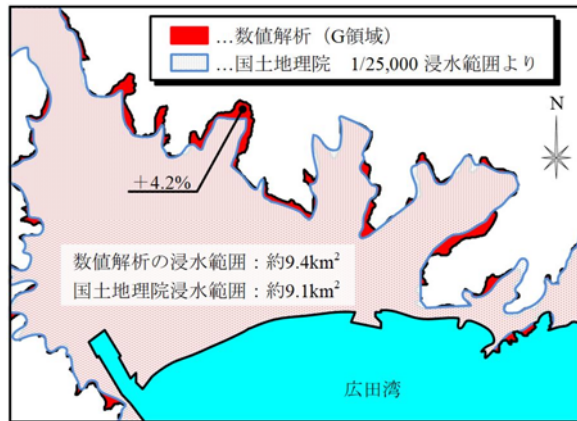 …数値解析（G領域）
…国土地理院　1/25,000 浸水範囲より
N
＋4.2%
数値解析の浸水範囲：約9.4km²
国土地理院浸水範囲：約9.1km²
広田湾